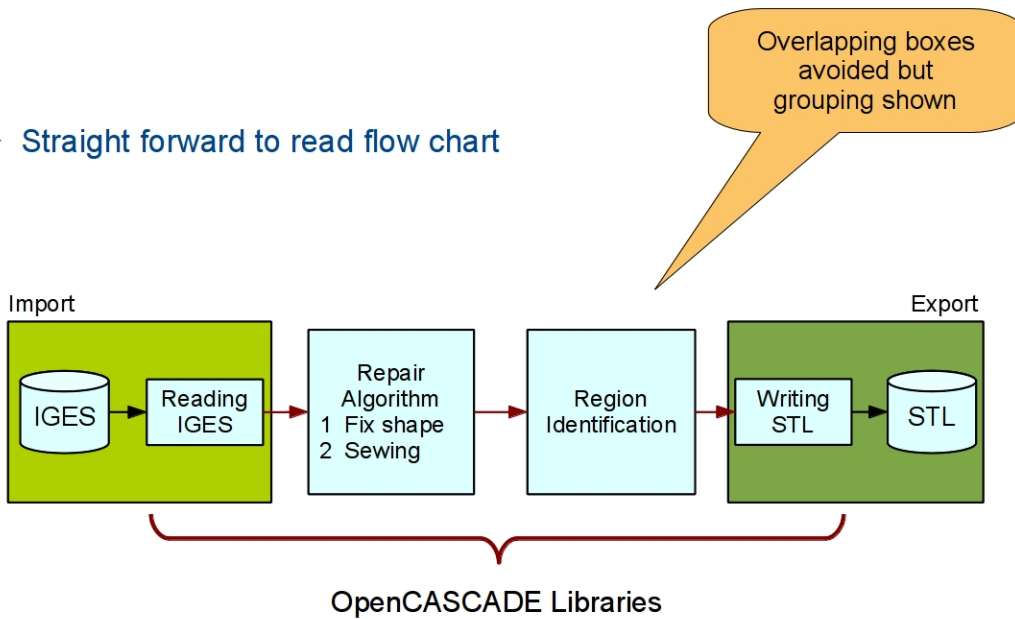 Overlapping boxes
avoided but
grouping shown
Straight forward to read flow chart
Import
Export
IGES
Reading
IGES
Repair
Algorithm
1 Fix shape
2 Sewing
Region
Identification
Writing
STL
STL
OpenCASCADE Libraries